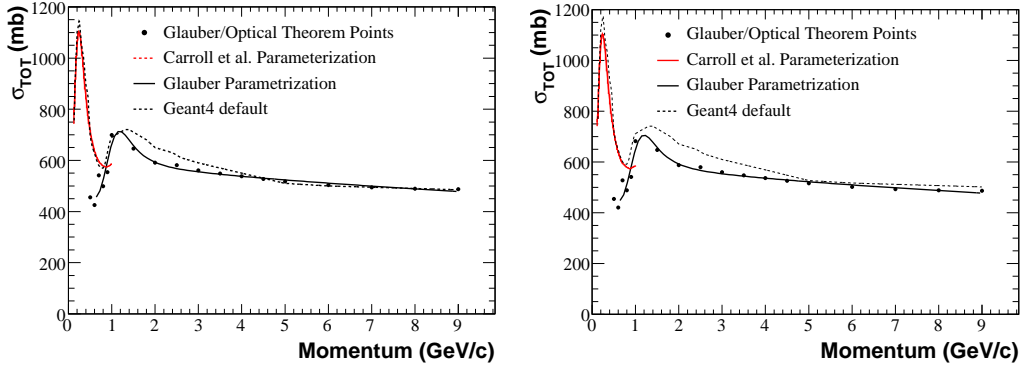 σTOT (mb)
1200
1000
800
600
400
200
0
Glauber/Optical Theorem Points
Carroll et al. Parameterization
Glauber Parametrization
Geant4 default
0 1 2 3 4 5 6 7 8 9
Momentum (GeV/c)
σTOT (mb)
1200
1000
800
600
400
200
0
Glauber/Optical Theorem Points
Carroll et al. Parameterization
Glauber Parametrization
Geant4 default
0 1 2 3 4 5 6 7 8 9
Momentum (GeV/c)